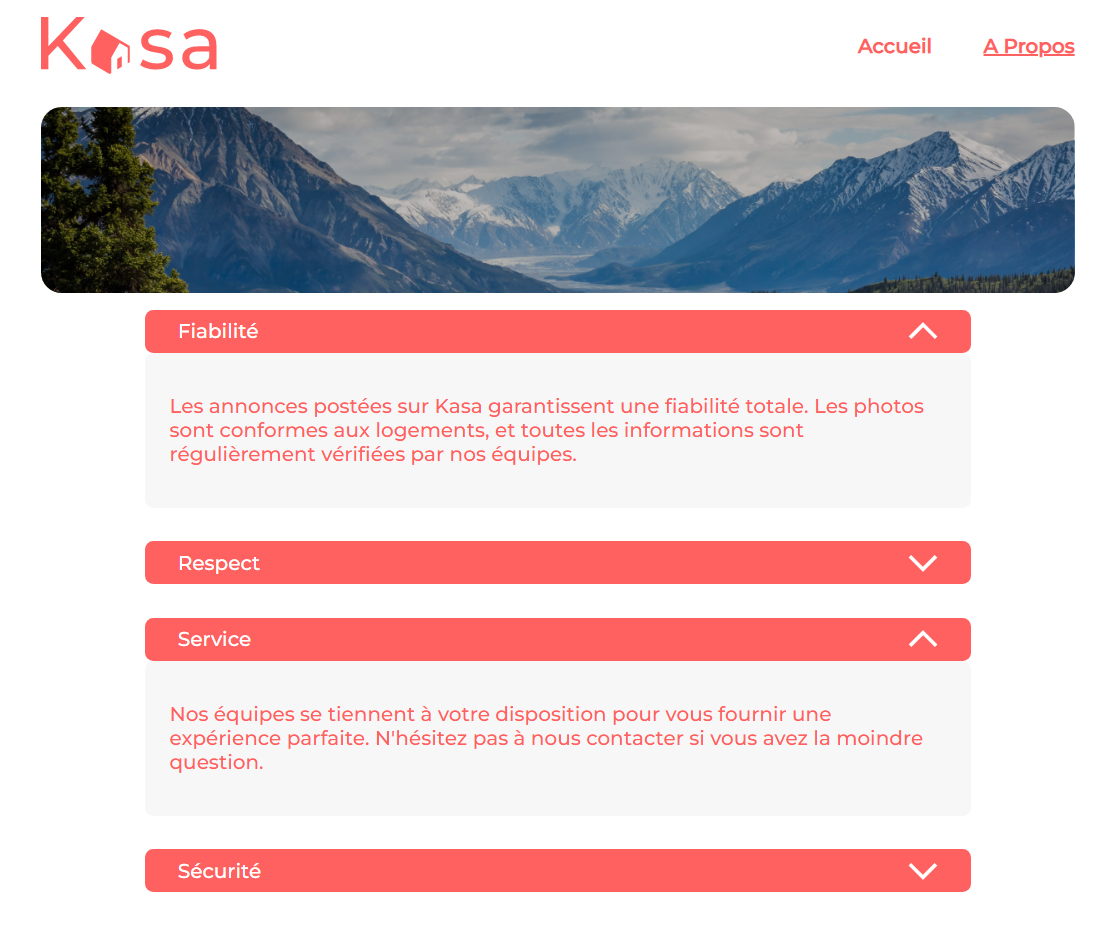 Kasa
Accueil A Propos
Fiabilité
Les annonces postées sur Kasa garantissent une fiabilité totale. Les photos
sont conformes aux logements, et toutes les informations sont
régulièrement vérifiées par nos équipes.
Respect
Service
Nos équipes se tiennent à votre disposition pour vous fournir une
expérience parfaite. N'hésitez pas à nous contacter si vous avez la moindre
question.
Sécurité